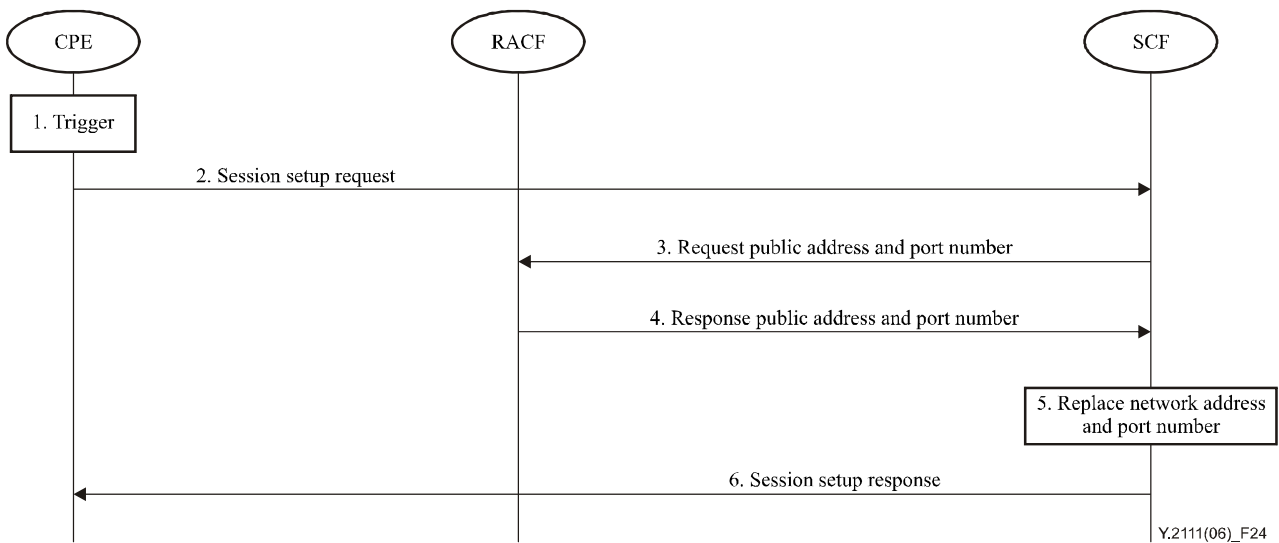 CPE
RACF
SCF
1. Trigger
2. Session setup request
3. Request public address and port number
4. Response public address and port number
5. Replace network address
and port number
6. Session setup response
Y.2111(06)_F24